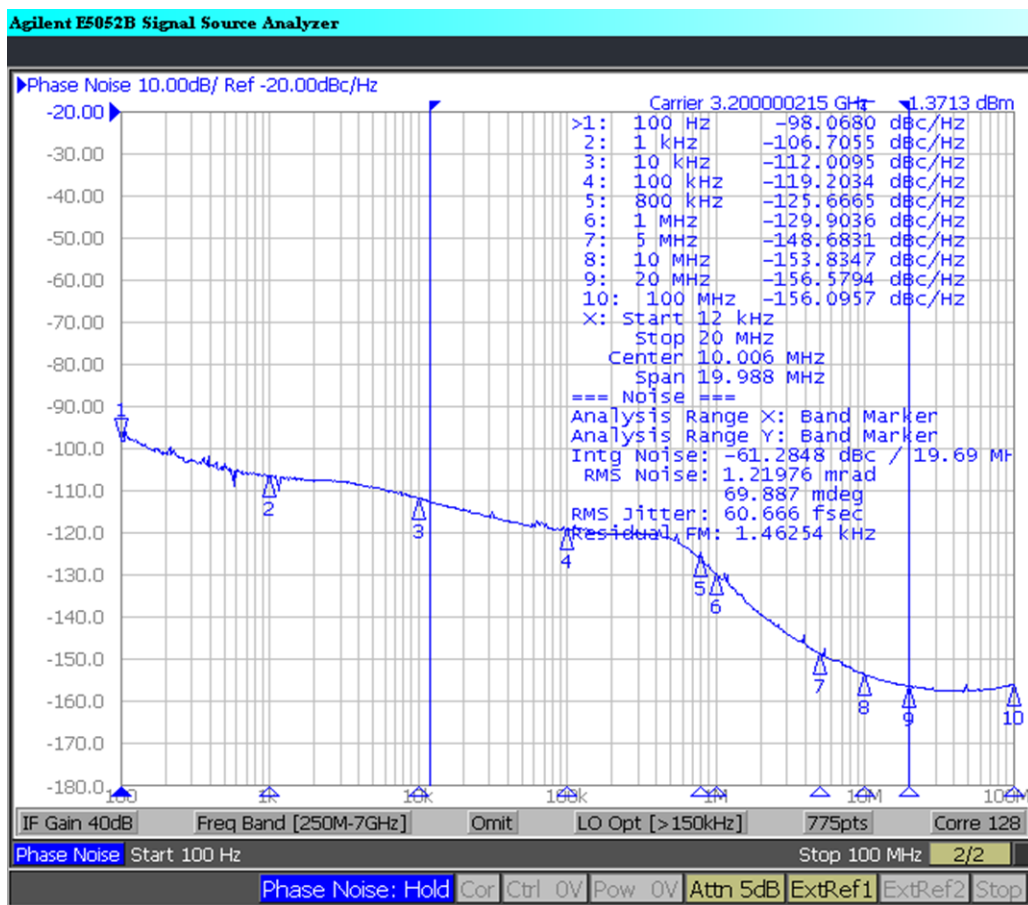 Agilent E5052B Signal Source Analyzer
Phase Noise 10.00dB/ Ref -20.00dBc/Hz
Carrier 3.200000215 GHz 1.3713 dBm
>1: 100 Hz -98.0680 dBc/Hz
2: 1 kHz -106.7055 dBc/Hz
3: 10 kHz -112.0095 dBc/Hz
4: 100 kHz -119.2034 dBc/Hz
5: 800 kHz -125.6665 dBc/Hz
6: 1 MHz -129.9036 dBc/Hz
7: 5 MHz -148.6831 dBc/Hz
8: 10 MHz -153.8347 dBc/Hz
9: 20 MHz -156.5794 dBc/Hz
10: 100 MHz -156.0957 dBc/Hz
X: Start 12 kHz
Stop 20 MHz
Center 10.006 MHz
Span 19.988 MHz
=== Noise ===
Analysis Range X: Band Marker
Analysis Range Y: Band Marker
Intg Noise: -61.2848 dBc / 19.69 MH
RMS Noise: 1.21976 mrad
69.887 mdeg
RMS Jitter: 60.666 fsec
Residual FM: 1.46254 kHz
-20.00
-30.00
-40.00
-50.00
-60.00
-70.00
-80.00
-90.00
-100.0
-110.0
-120.0
-130.0
-140.0
-150.0
-160.0
-170.0
-180.0
1
2
3
4
5
6
7
8
9
10
100 1k 10k 100k 1M 10M 100M
IF Gain 40dB Freq Band [250M-7GHz] Omit LO Opt [>150kHz] 775pts Corre 128
Phase Noise Start 100 Hz Stop 100 MHz 2/2
Phase Noise: Hold Cor Ctrl 0V Pow 0V Attn 5dB ExtRef1 ExtRef2 Stop